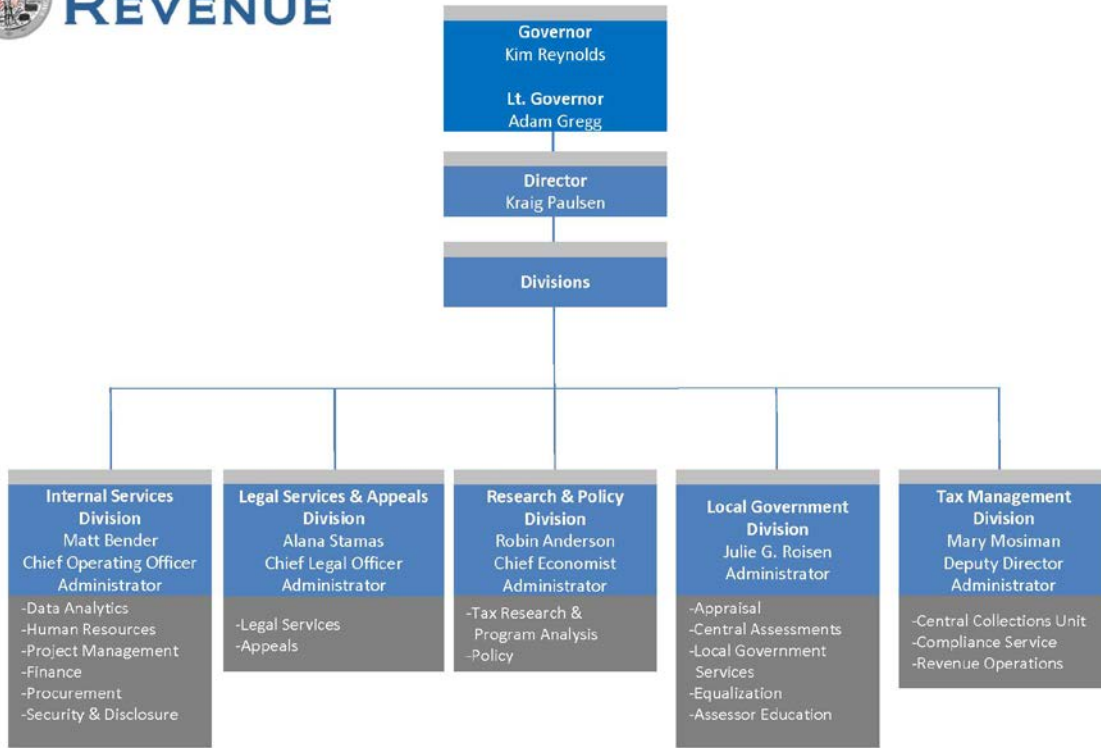 REVENUE
Governor
Kim Reynolds
Lt. Governor
Adam Gregg
Director
Kraig Paulsen
Divisions
Internal Services
Division
Matt Bender
Chief Operating Officer
Administrator
-Data Analytics
-Human Resources
-Project Management
-Finance
-Procurement
-Security & Disclosure
Legal Services & Appeals
Division
Alana Stamas
Chief Legal Officer
Administrator
-Legal Services
-Appeals
Research & Policy
Division
Robin Anderson
Chief Economist
Administrator
-Tax Research &
Program Analysis
-Policy
Local Government
Division
Julie G. Roisen
Administrator
-Appraisal
-Central Assessments
-Local Government
Services
-Equalization
-Assessor Education
Tax Management
Division
Mary Mosiman
Deputy Director
Administrator
-Central Collections Unit
-Compliance Service
-Revenue Operations